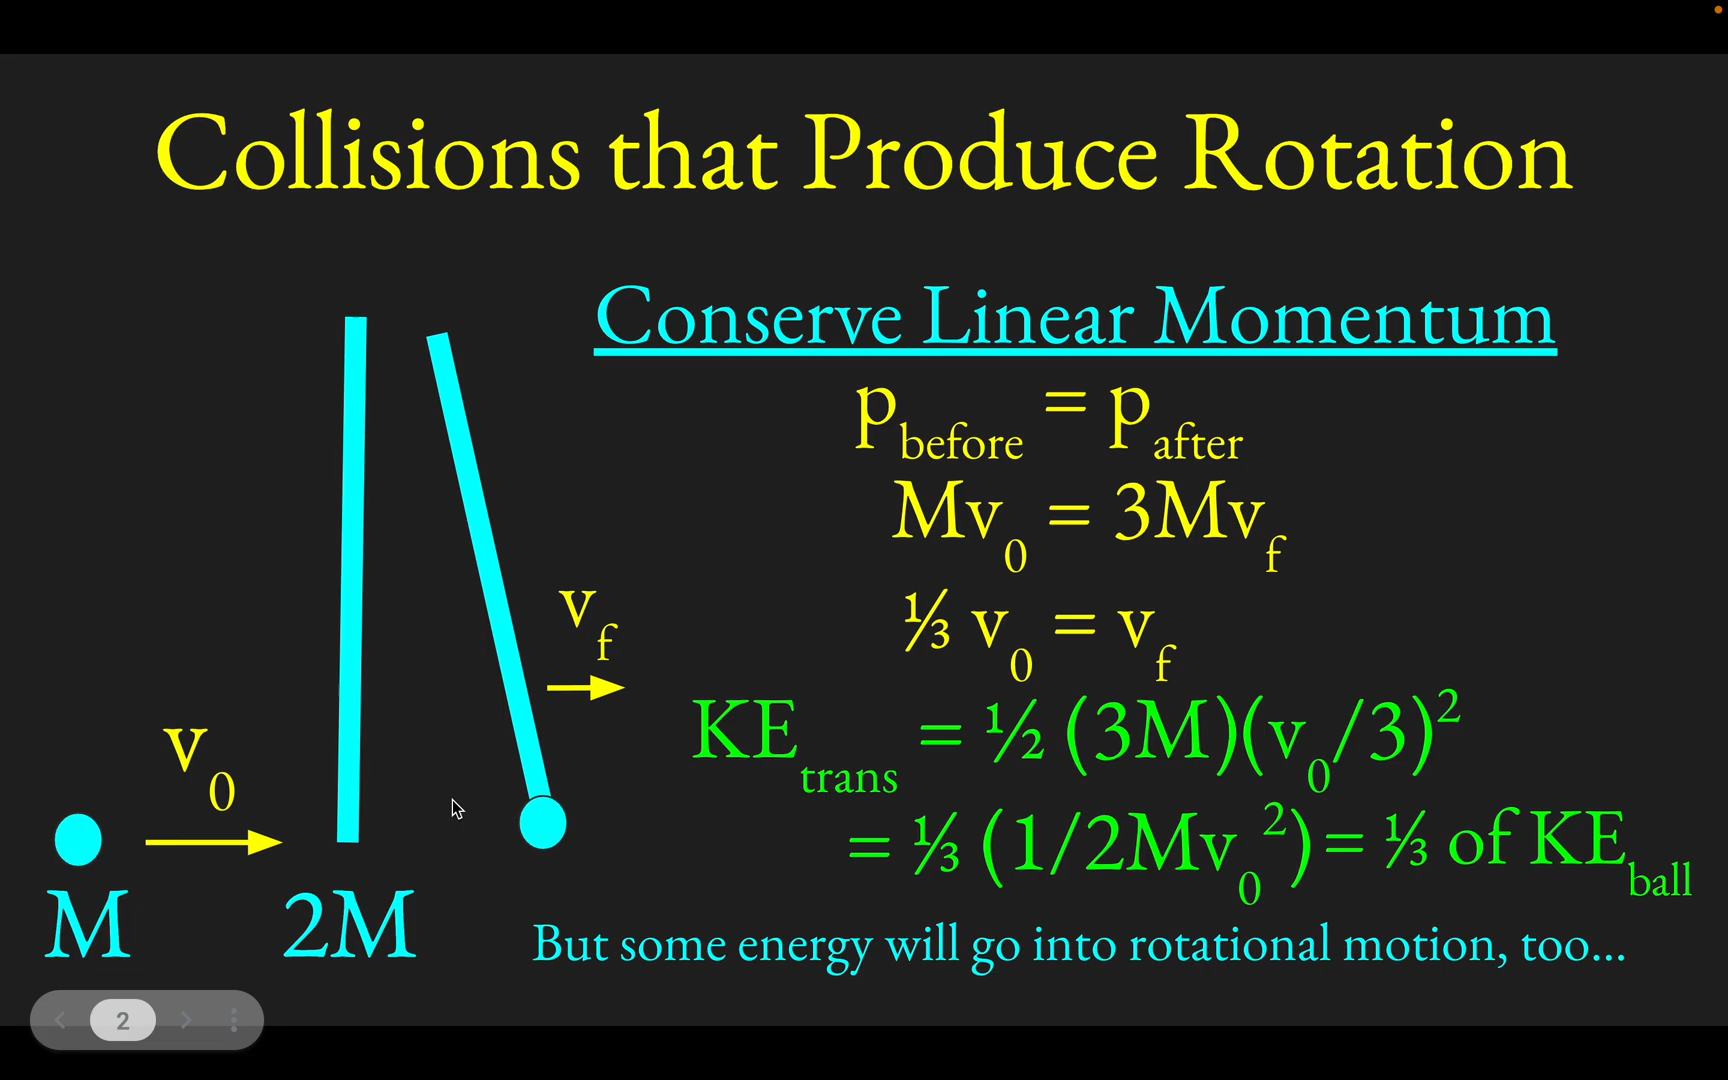 Collisions that Produce Rotation
Conserve Linear Momentum
p_before = p_after
Mv_0 = 3Mv_f
⅓ v_0 = v_f
KE_trans = ½ (3M)(v_0/3)²
= ⅓ (1/2Mv_0²) = ⅓ of KE_ball
But some energy will go into rotational motion, too...
v_f
v_0
M
2M
2